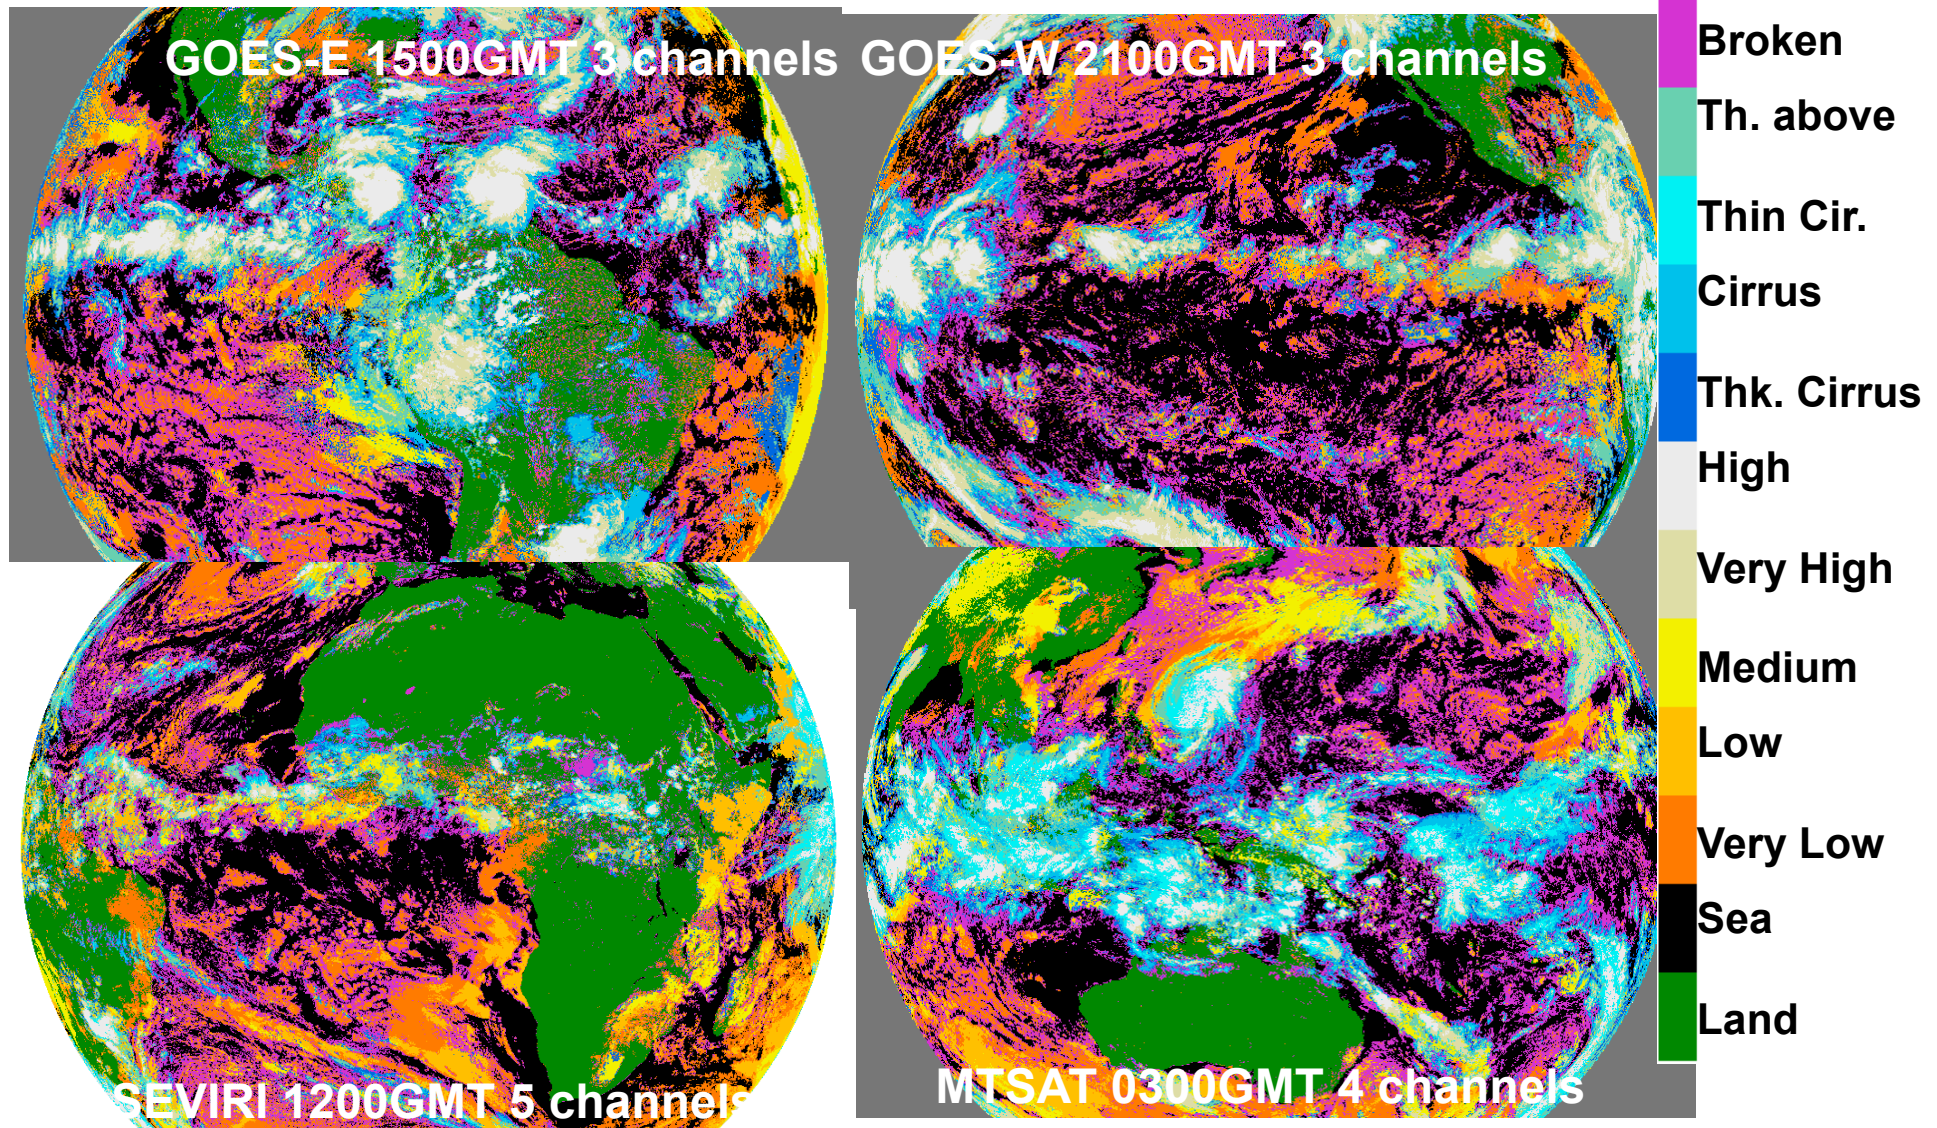 GOES-E 1500GMT 3 channels
GOES-W 2100GMT 3 channels
SEVIRI 1200GMT 5 channels
MTSAT 0300GMT 4 channels
Broken
Th. above
Thin Cir.
Cirrus
Thk. Cirrus
High
Very High
Medium
Low
Very Low
Sea
Land